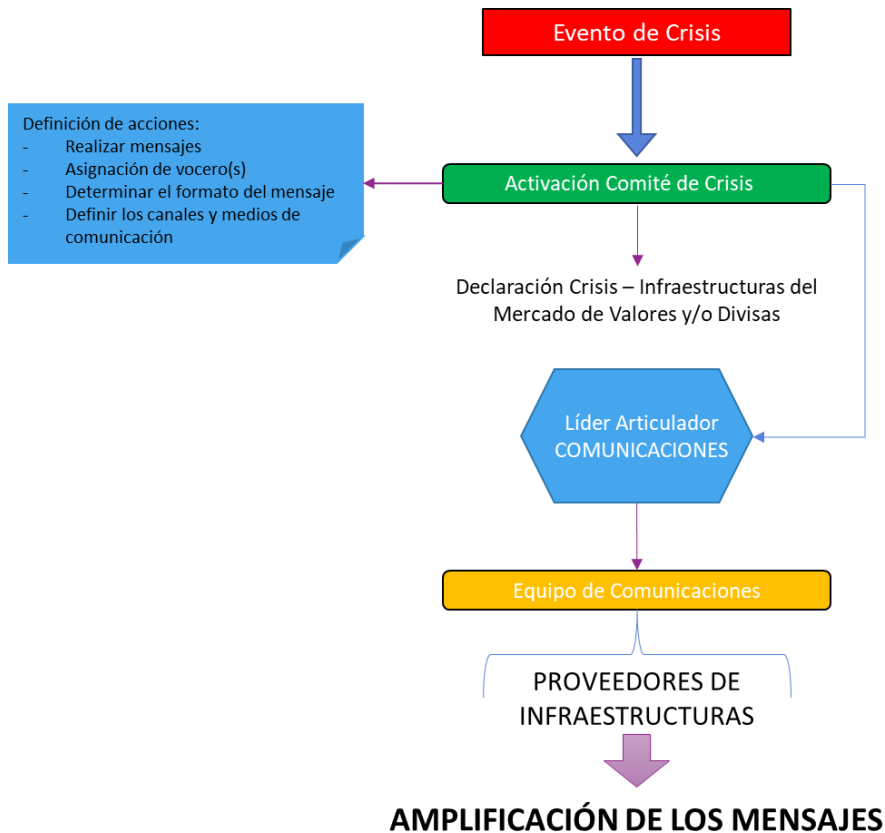 Evento de Crisis
Definición de acciones:
- Realizar mensajes
- Asignación de vocero(s)
- Determinar el formato del mensaje
- Definir los canales y medios de
comunicación
Activación Comité de Crisis
Declaración Crisis – Infraestructuras del
Mercado de Valores y/o Divisas
Líder Articulador
COMUNICACIONES
Equipo de Comunicaciones
PROVEEDORES DE
INFRAESTRUCTURAS
AMPLIFICACIÓN DE LOS MENSAJES